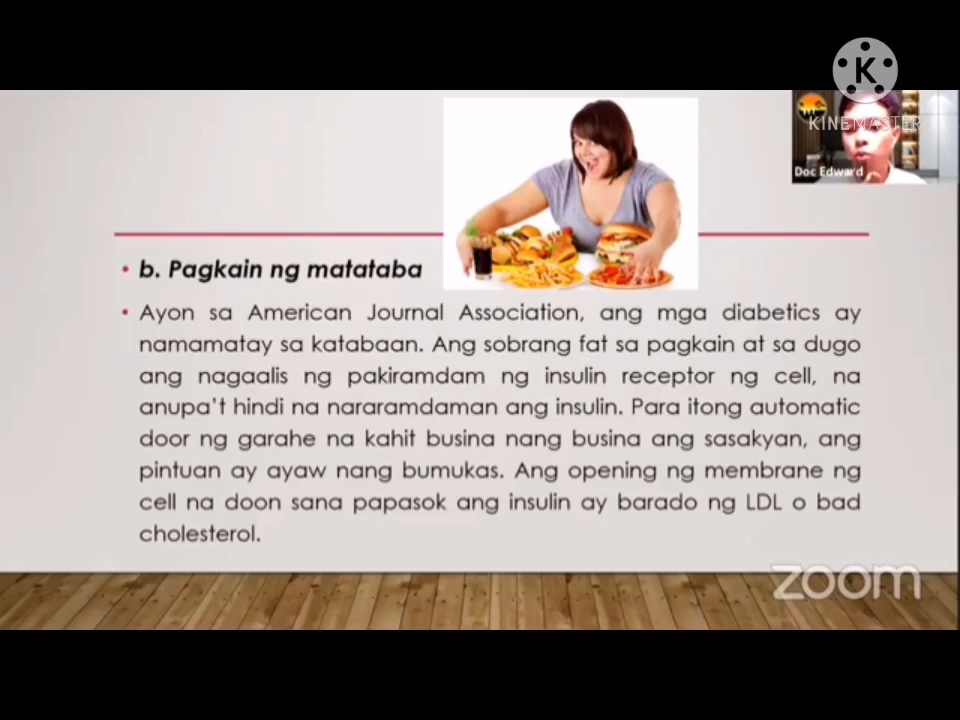 K
KINEMASTER
Doc Edward
• b. Pagkain ng matataba
• Ayon sa American Journal Association, ang mga diabetics ay
namamatay sa katabaan. Ang sobrang fat sa pagkain at sa dugo
ang nagaalis ng pakiramdam ng insulin receptor ng cell, na
anupa't hindi na nararamdaman ang insulin. Para itong automatic
door ng garahe na kahit busina nang busina ang sasakyan, ang
pintuan ay ayaw nang bumukas. Ang opening ng membrane ng
cell na doon sana papasok ang insulin ay barado ng LDL o bad
cholesterol.
zoom